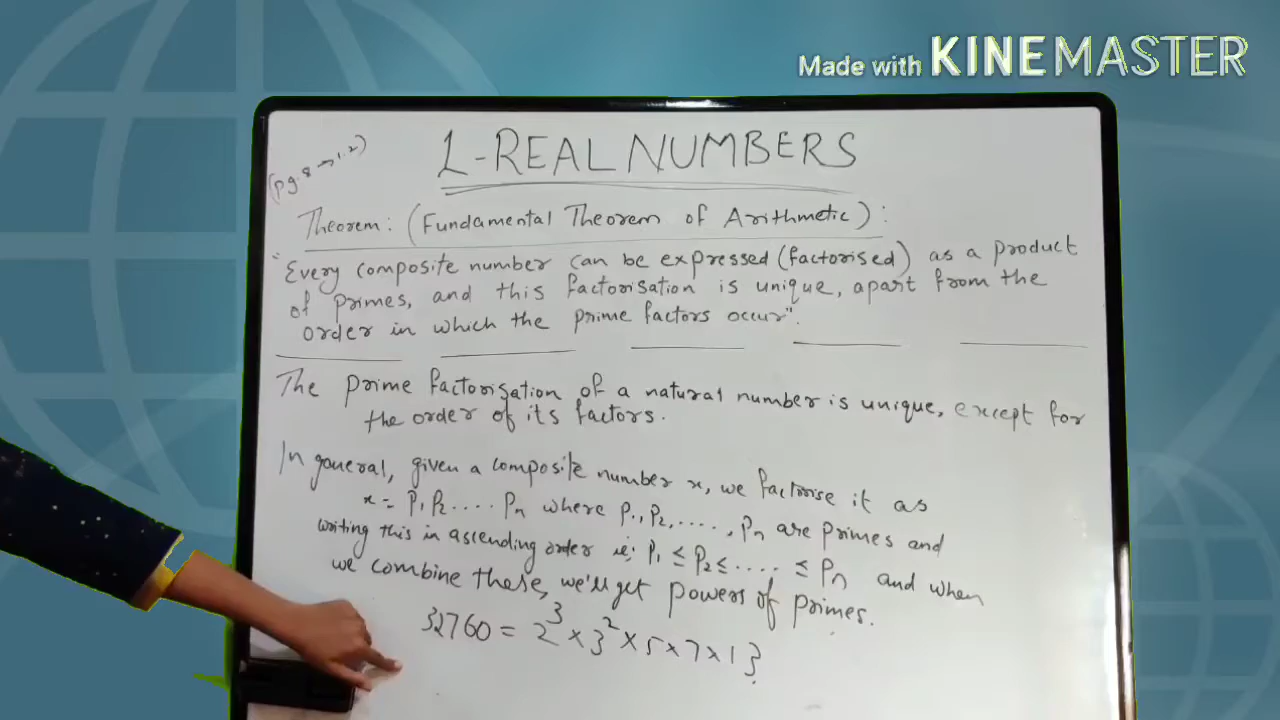 Made with KINEMASTER
(pg.8→1.2)
1-REAL NUMBERS
Theorem: (Fundamental Theorem of Arithmetic):
"Every composite number can be expressed (factorised) as a product
of primes, and this factorisation is unique, apart from the
order in which the prime factors occur".
The prime factorisation of a natural number is unique, except for
the order of its factors.
In general, given a composite number x, we factorise it as
x = P₁P₂....Pn where P₁,P₂,....,Pn are primes and
writing this in ascending order ie; P₁ ≤ P₂ ≤ .... ≤ Pn and when
we combine these, we'll get powers of primes.
32760 = 2³ × 3² × 5 × 7 × 13